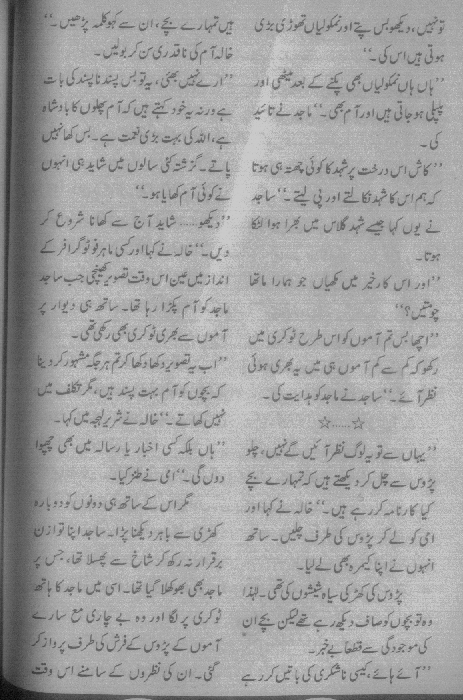 تو نہیں، دیکھو بس پتے اور نمکولیاں تھوڑی بڑی
ہوتی ہیں اس کی۔‘‘
’’ہاں ہاں نمکولیاں بھی پکنے کے بعد میٹھی اور
پیلی ہو جاتی ہیں اور آم بھی۔‘‘ ماجد نے تائید
کی۔
’’کاش اس درخت پر شہد کا کوئی چھتہ ہی ہوتا
کہ ہم اس کا شہد نکالتے اور پی لیتے۔‘‘ ساجد
نے یوں کہا جیسے شہد گلاس میں بھرا ہوا لٹکا
ہوتا۔
’’اور اس کار خیر میں مکھیاں جو ہمارا ماتھا
چومتیں؟‘‘
’’اچھا بس تم آموں کو اس طرح ٹوکری میں
رکھو کہ کم سے کم آموں ہی میں یہ بھری ہوئی
نظر آئے۔‘‘ ساجد نے ماجد کو ہدایت کی۔
☆......☆
’’یہاں سے تو یہ لوگ نظر آئیں گے نہیں، چلو
پڑوس سے چل کر دیکھتے ہیں کہ تمہارے بچے
کیا کارنامہ کر رہے ہیں۔‘‘ خالہ نے کہا اور
امی کو لے کر پڑوس کی طرف چلیں۔ ساتھ
انہوں نے اپنا کیمرہ بھی لے لیا۔
پڑوس کی کھڑکی سیاہ شیشوں کی تھی۔ لہٰذا
وہ تو بچوں کو صاف دیکھ رہے تھے لیکن بچے ان
کی موجودگی سے قطعاً بے خبر۔
’’آئے ہائے، کیسی ناشکری کی باتیں کر رہے
ہیں تمہارے بچے، ان سے کہو کلمہ پڑھیں۔‘‘
خالہ آم کی ناقدری سن کر بولیں۔
’’ارے نہیں بھئی، یہ تو بس پسند نا پسند کی بات
ہے ورنہ یہ خود کہتے ہیں کہ آم پھلوں کا بادشاہ
ہے، اللہ کی بہت بڑی نعمت ہے۔ بس کھا نہیں
پاتے۔ گزشتہ کئی سالوں میں شاید ہی انہوں
نے کوئی آم کھایا ہو۔‘‘
’’دیکھو...... شاید آج سے کھانا شروع کر
دیں۔‘‘ خالہ نے کہا اور کسی ماہر فوٹو گرافر کے
انداز میں عین اس وقت تصویر کھینچی جب ساجد
ماجد کو آم پکڑا رہا تھا۔ ساتھ ہی دیوار پر
آموں سے بھری ٹوکری بھی رکھی تھی۔
’’اب یہ تصویر دکھا دکھا کر تم ہر جگہ مشہور کر دینا
کہ بچوں کو آم بہت پسند ہیں، مگر تکلف میں
نہیں کھاتے۔‘‘ خالہ نے شریر لہجہ میں کہا۔
’’ہاں بلکہ کسی اخبار یا رسالہ میں بھی چھپوا
دوں گی۔‘‘ امی نے طنز کیا۔
مگر اس کے ساتھ ہی دونوں کو دوبارہ
کھڑی سے باہر دیکھنا پڑا۔ ساجد اپنا توازن
برقرار نہ رکھ کر شاخ سے پھسلا تھا، جس پر
ماجد بھی بوکھلا گیا تھا۔ اسی میں ماجد کا ہاتھ
ٹوکری پر لگا اور وہ بے چاری مع سارے
آموں کے پڑوس کے فرش کی طرف پرواز کر
گئی۔ ان کی نظروں کے سامنے اس وقت